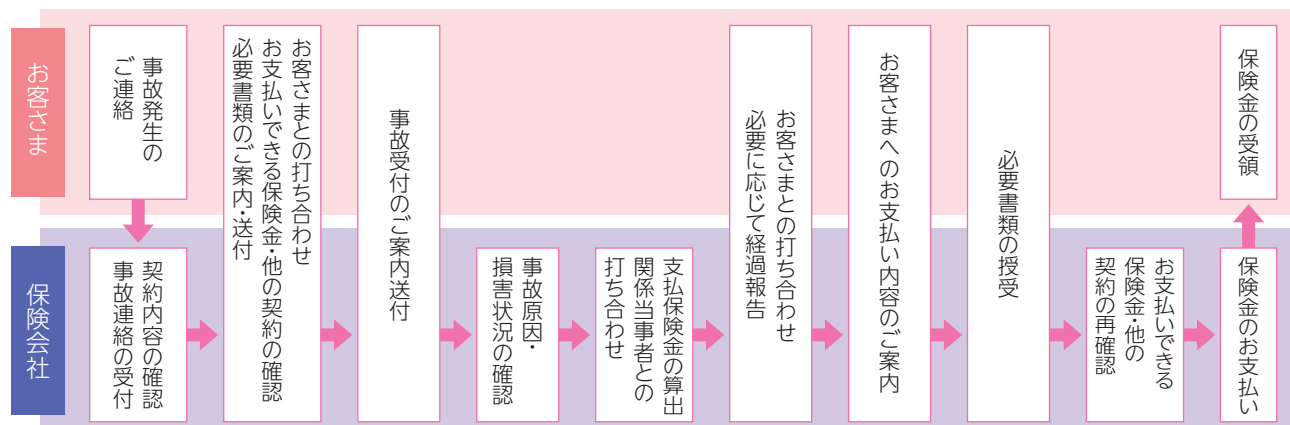 お客さま
事故発生の
ご連絡
保険会社
契約内容の確認
事故連絡の受付
お客さまとの打ち合わせ
お支払いできる保険金・他の契約の確認
必要書類のご案内・送付
事故受付のご案内送付
事故原因・
損害状況の確認
支払保険金の算出
関係当事者との
打ち合わせ
お客さまとの打ち合わせ
必要に応じて経過報告
お客さまへのお支払い内容のご案内
必要書類の授受
お支払いできる
保険金・他の
契約の再確認
保険金のお支払い
保険金の受領